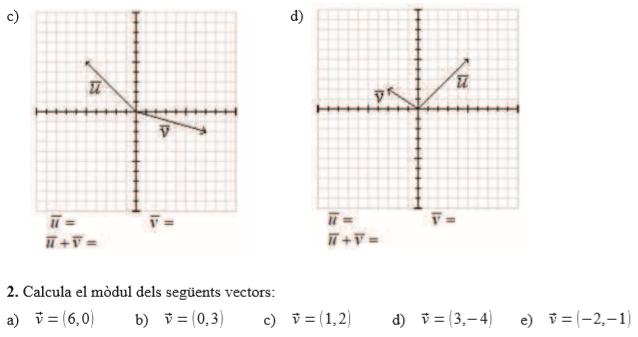 c) d)
u̅ v̅ v̅ u̅
u̅ = v̅ = u̅ = v̅ =
u̅ + v̅ = u̅ + v̅ =
2. Calcula el mòdul dels següents vectors:
a) v⃗ = (6,0) b) v⃗ = (0,3) c) v⃗ = (1,2) d) v⃗ = (3,−4) e) v⃗ = (−2,−1)